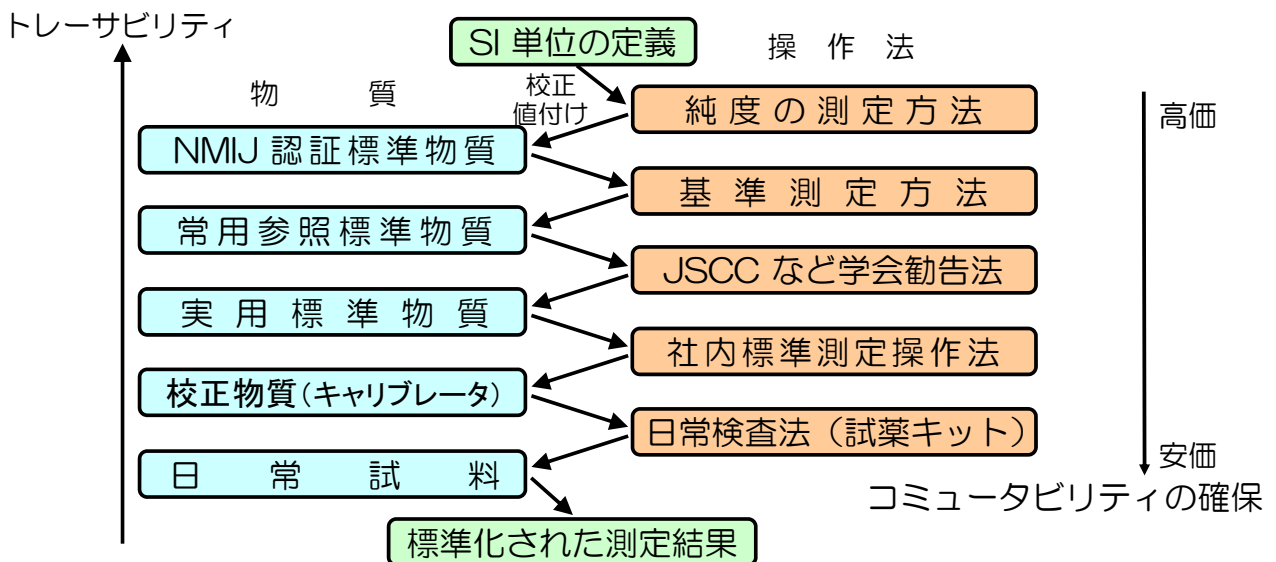 トレーサビリティ
SI 単位の定義
操作法
物質
校正
値付け
純度の測定方法
高価
NMIJ 認証標準物質
基準測定方法
常用参照標準物質
JSCC など学会勧告法
実用標準物質
社内標準測定操作法
校正物質(キャリブレータ)
日常検査法(試薬キット)
日常試料
安価
コミュータビリティの確保
標準化された測定結果